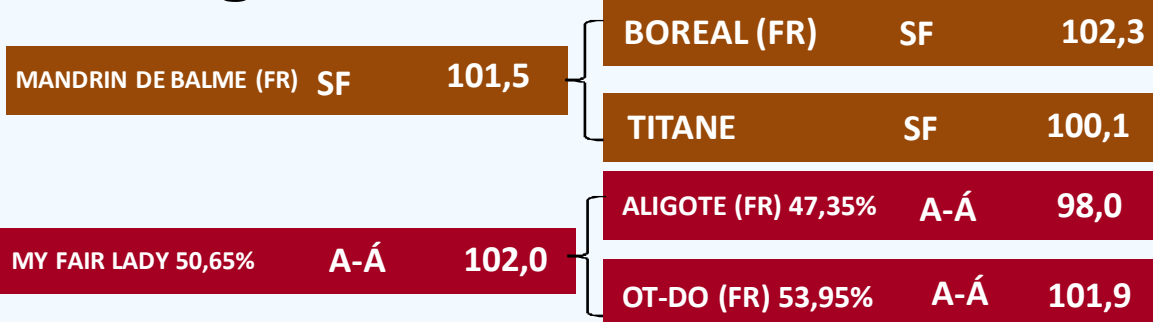 BOREAL (FR) SF 102,3
MANDRIN DE BALME (FR) SF 101,5
TITANE SF 100,1
ALIGOTE (FR) 47,35% A-Á 98,0
MY FAIR LADY 50,65% A-Á 102,0
OT-DO (FR) 53,95% A-Á 101,9